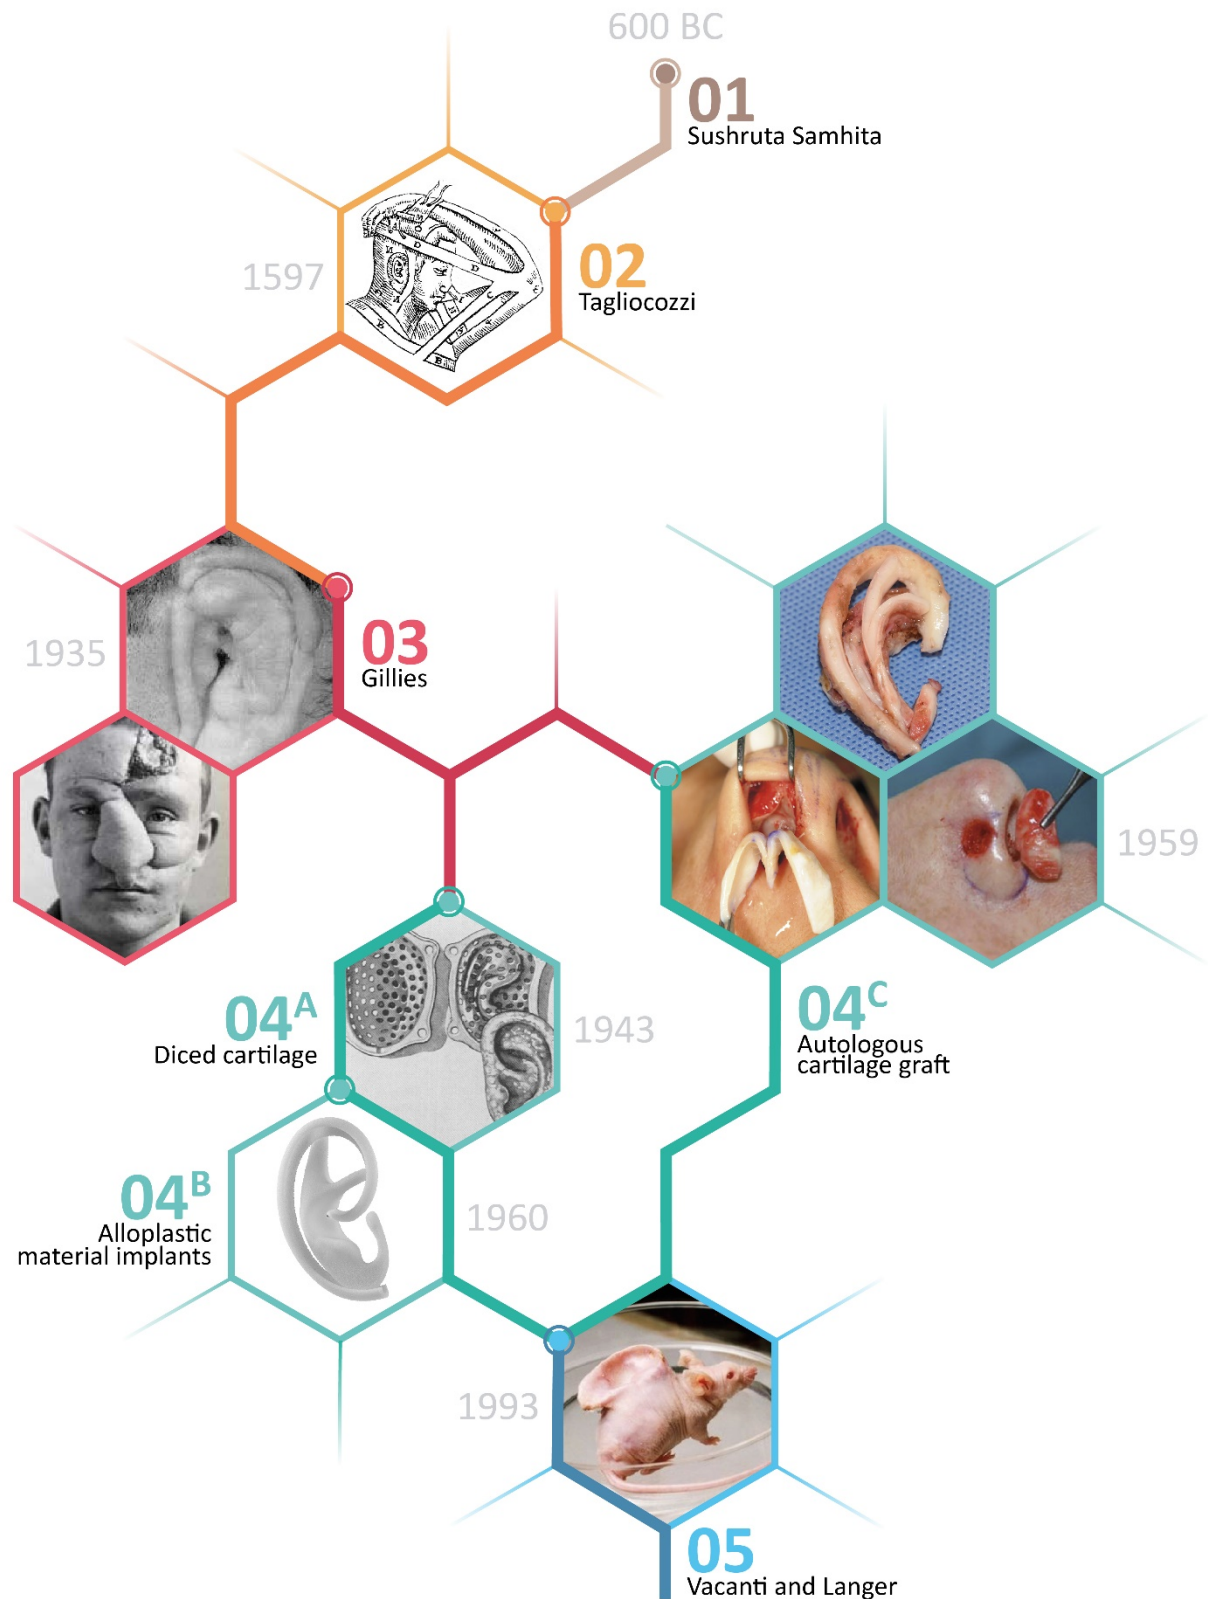 600 BC
01
Sushruta Samhita
1597
02
Tagliocozzi
1935
03
Gillies
1959
04A
Diced cartilage
1943
04C
Autologous
cartilage graft
04B
Alloplastic
material implants
1960
1993
05
Vacanti and Langer